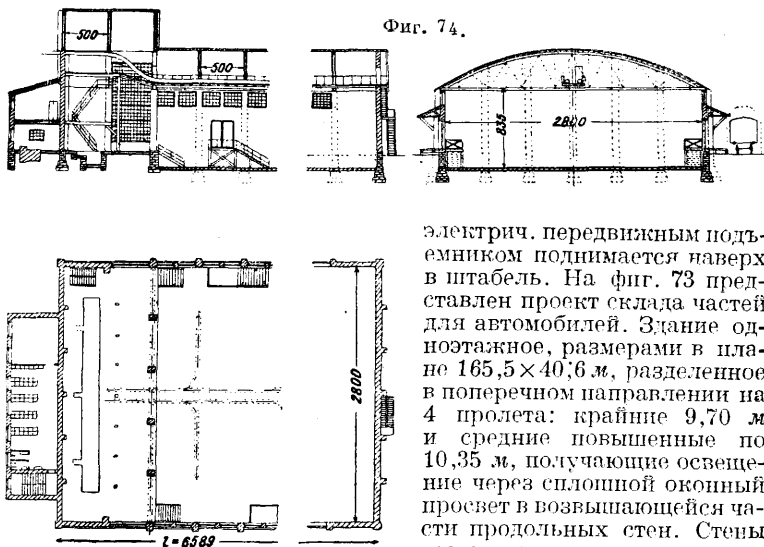 Фиг. 74.
500
500
835
2800
2800
l = 6589
электрич. передвижным подъ-
емником поднимается наверх
в штабель. На фиг. 73 пред-
ставлен проект склада частей
для автомобилей. Здание од-
ноэтажное, размерами в пла-
не 165,5×40,6 м, разделенное
в поперечном направлении на
4 пролета: крайние 9,70 м
и средние повышенные по
10,35 м, получающие освеще-
ние через сплошной оконный
просвет в возвышающейся ча-
сти продольных стен. Стены